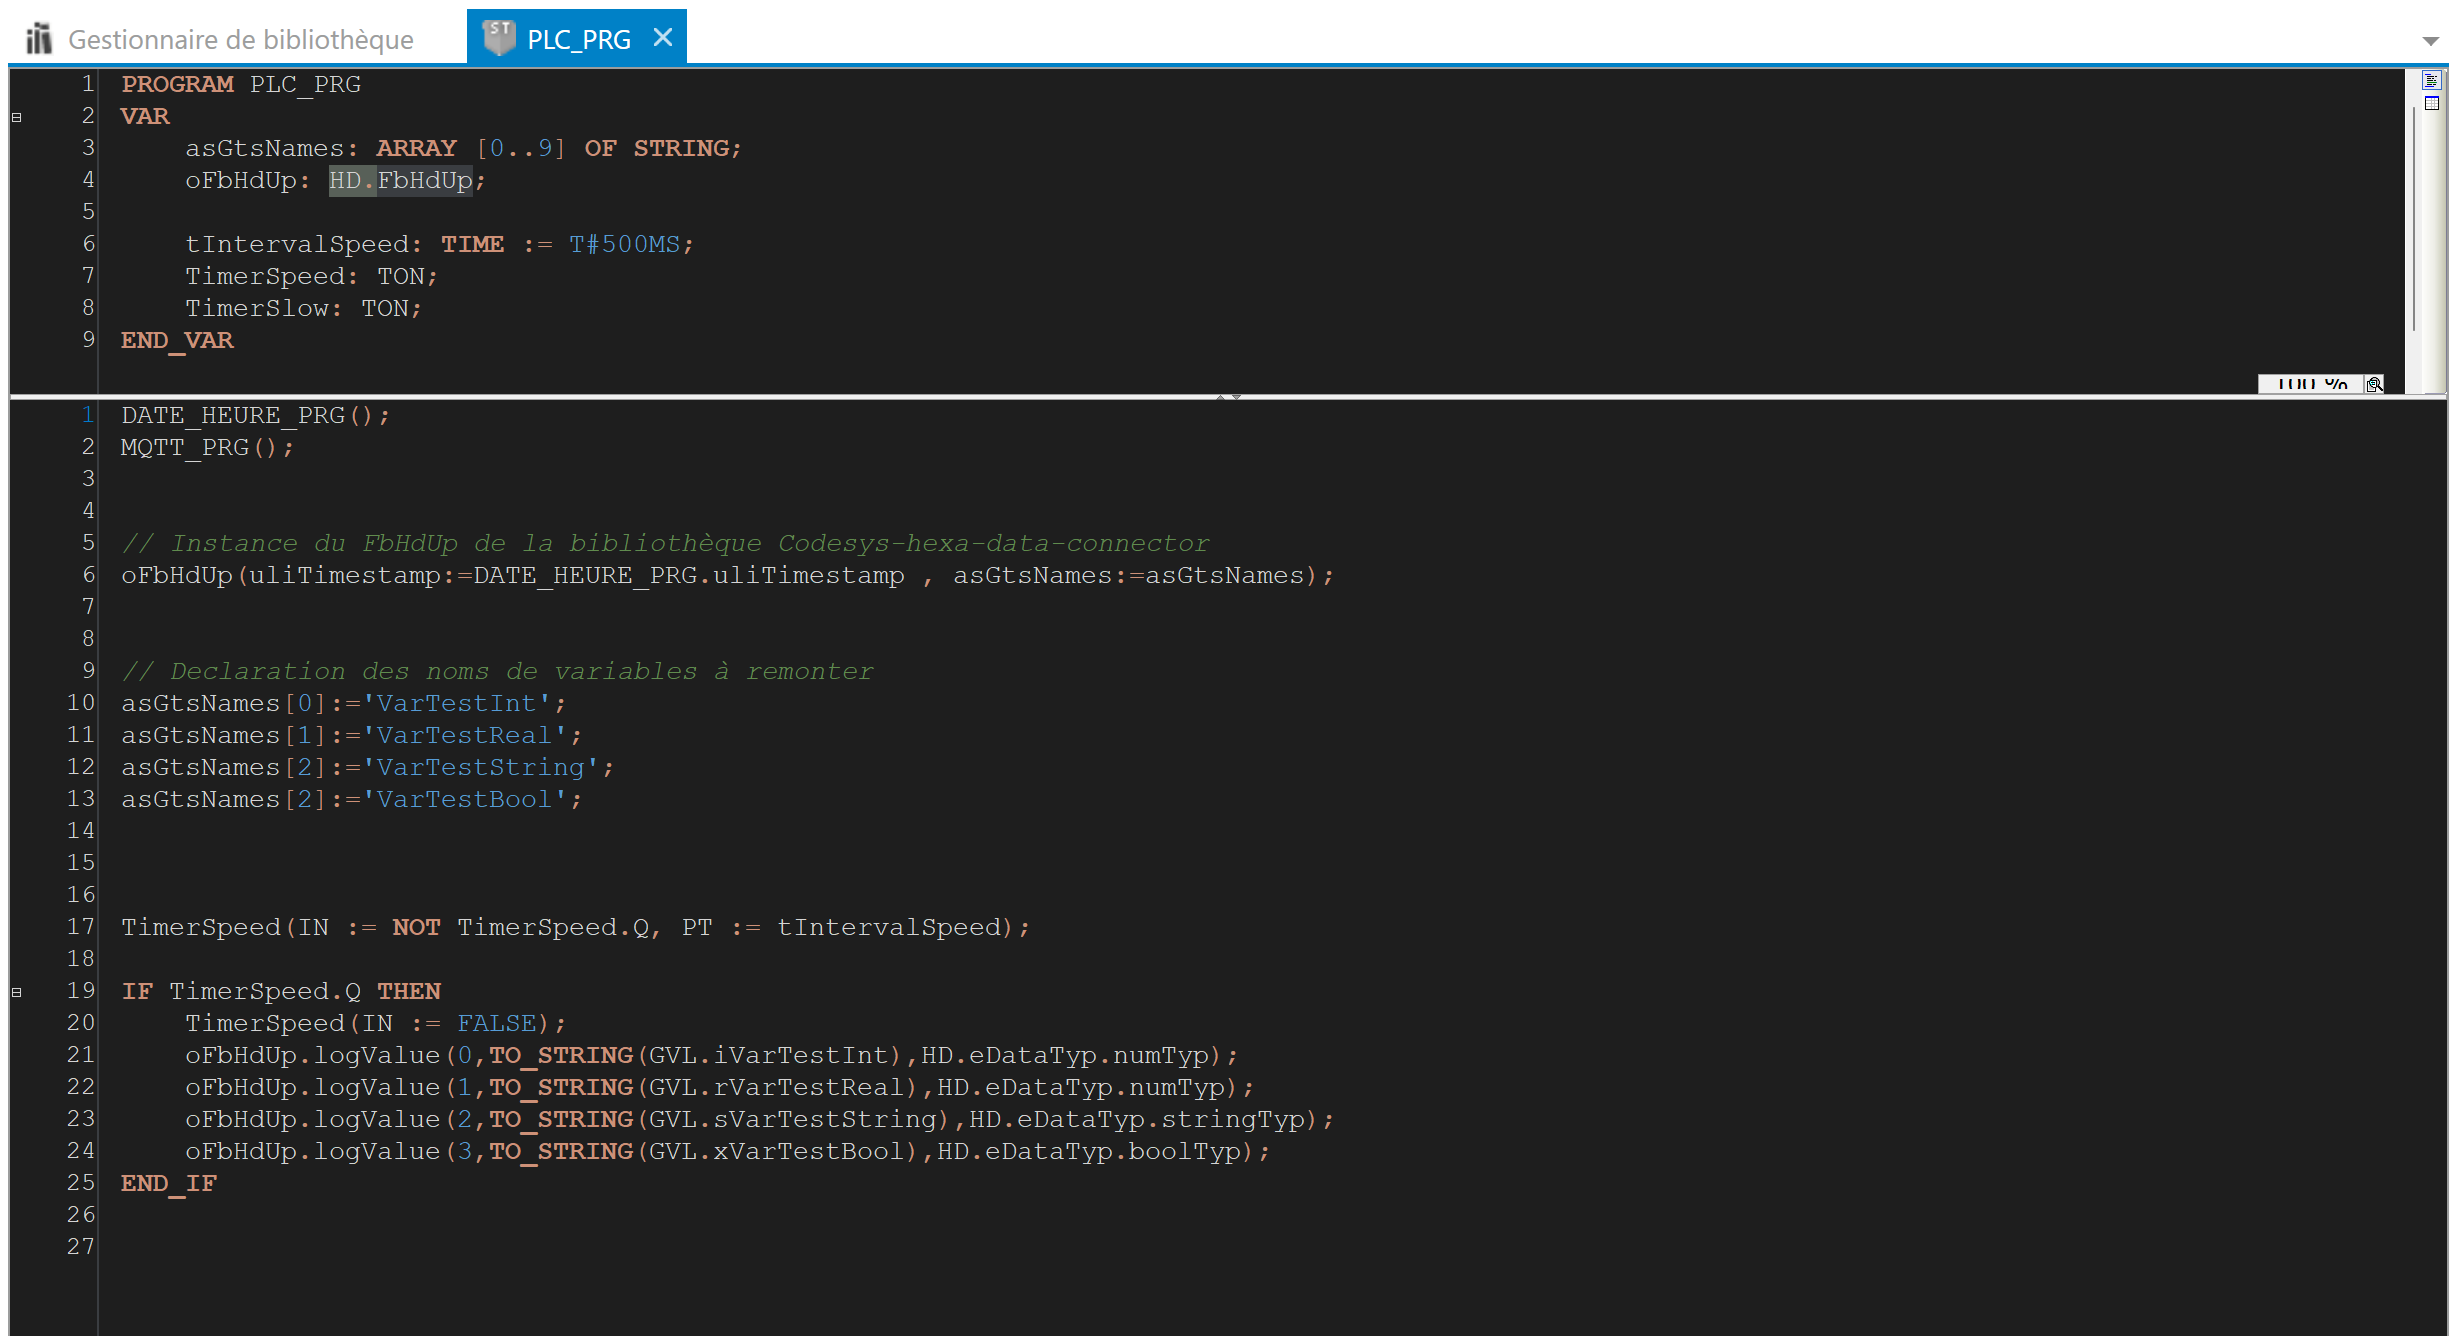 Gestionnaire de bibliothèque
PLC_PRG
1 PROGRAM PLC_PRG
2 VAR
3 asGtsNames: ARRAY [0..9] OF STRING;
4 oFbHdUp: HD.FbHdUp;
5
6 tIntervalSpeed: TIME := T#500MS;
7 TimerSpeed: TON;
8 TimerSlow: TON;
9 END_VAR
100 %
1 DATE_HEURE_PRG();
2 MQTT_PRG();
3
4
5 // Instance du FbHdUp de la bibliothèque Codesys-hexa-data-connector
6 oFbHdUp(uliTimestamp:=DATE_HEURE_PRG.uliTimestamp , asGtsNames:=asGtsNames);
7
8
9 // Declaration des noms de variables à remonter
10 asGtsNames[0]:='VarTestInt';
11 asGtsNames[1]:='VarTestReal';
12 asGtsNames[2]:='VarTestString';
13 asGtsNames[2]:='VarTestBool';
14
15
16
17 TimerSpeed(IN := NOT TimerSpeed.Q, PT := tIntervalSpeed);
18
19 IF TimerSpeed.Q THEN
20 TimerSpeed(IN := FALSE);
21 oFbHdUp.logValue(0,TO_STRING(GVL.iVarTestInt),HD.eDataTyp.numTyp);
22 oFbHdUp.logValue(1,TO_STRING(GVL.rVarTestReal),HD.eDataTyp.numTyp);
23 oFbHdUp.logValue(2,TO_STRING(GVL.sVarTestString),HD.eDataTyp.stringTyp);
24 oFbHdUp.logValue(3,TO_STRING(GVL.xVarTestBool),HD.eDataTyp.boolTyp);
25 END_IF
26
27